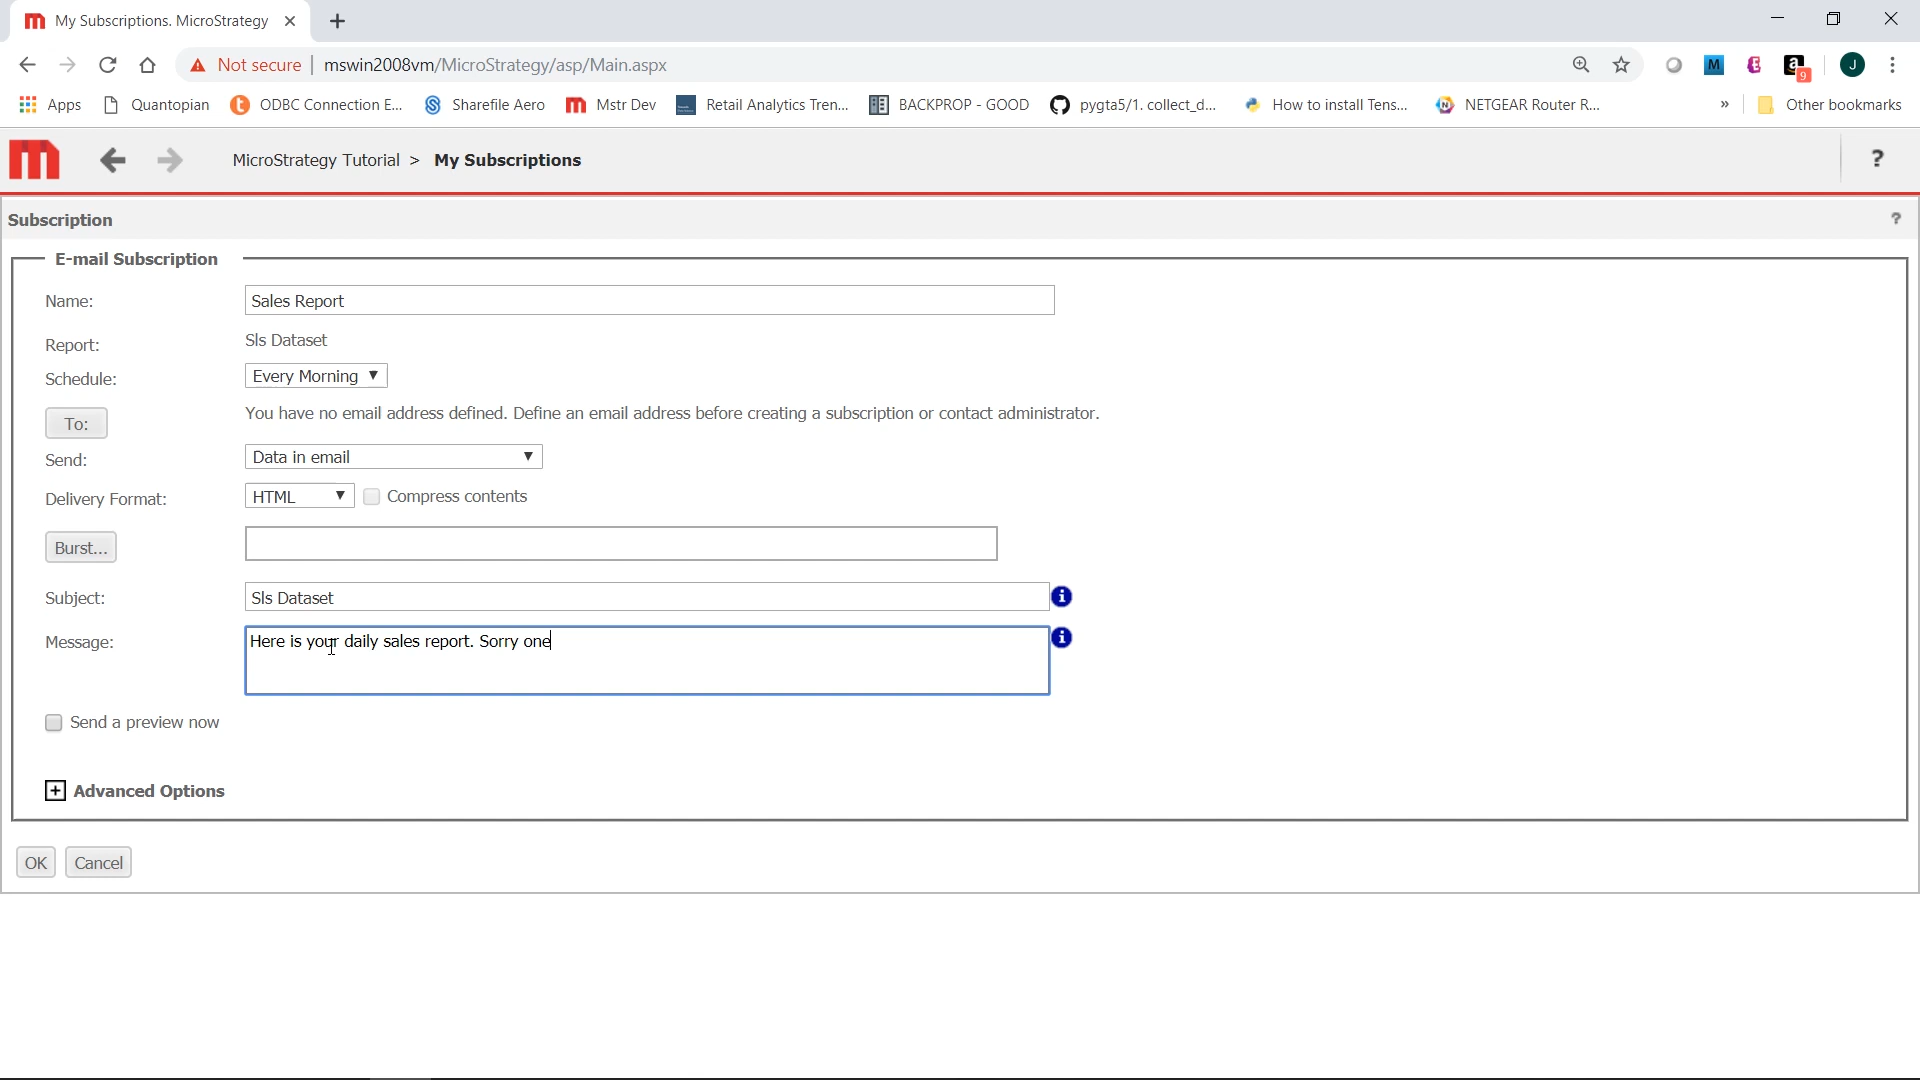 My Subscriptions. MicroStrategy
Not secure | mswin2008vm/MicroStrategy/asp/Main.aspx
M
a
9
J
Apps Quantopian ODBC Connection E... Sharefile Aero Mstr Dev Retail Analytics Tren... BACKPROP - GOOD pygta5/1. collect_d... How to install Tens... NETGEAR Router R... » Other bookmarks
MicroStrategy Tutorial > My Subscriptions ?
Subscription ?
E-mail Subscription
Name: Sales Report
Report: Sls Dataset
Schedule: Every Morning
To: You have no email address defined. Define an email address before creating a subscription or contact administrator.
Send: Data in email
Delivery Format: HTML Compress contents
Burst...
Subject: Sls Dataset
Message: Here is your daily sales report. Sorry one
Send a preview now
Advanced Options
OK Cancel